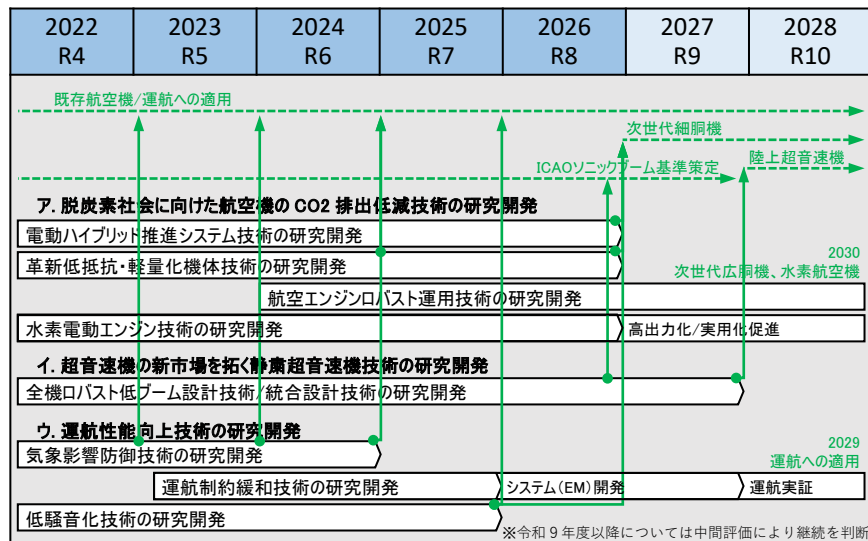 2022 2023 2024 2025 2026 2027 2028
R4 R5 R6 R7 R8 R9 R10
既存航空機/運航への適用
次世代細胴機
ICAOソニックブーム基準策定
陸上超音速機
ア. 脱炭素社会に向けた航空機の CO2 排出低減技術の研究開発
電動ハイブリッド推進システム技術の研究開発
革新低抵抗・軽量化機体技術の研究開発
2030
次世代広胴機、水素航空機
航空エンジンロバスト運用技術の研究開発
水素電動エンジン技術の研究開発
高出力化/実用化促進
イ. 超音速機の新市場を拓く静粛超音速機技術の研究開発
全機ロバスト低ブーム設計技術/統合設計技術の研究開発
ウ. 運航性能向上技術の研究開発
気象影響防御技術の研究開発
2029
運航への適用
運航制約緩和技術の研究開発
システム(EM)開発
運航実証
低騒音化技術の研究開発
※令和９年度以降については中間評価により継続を判断